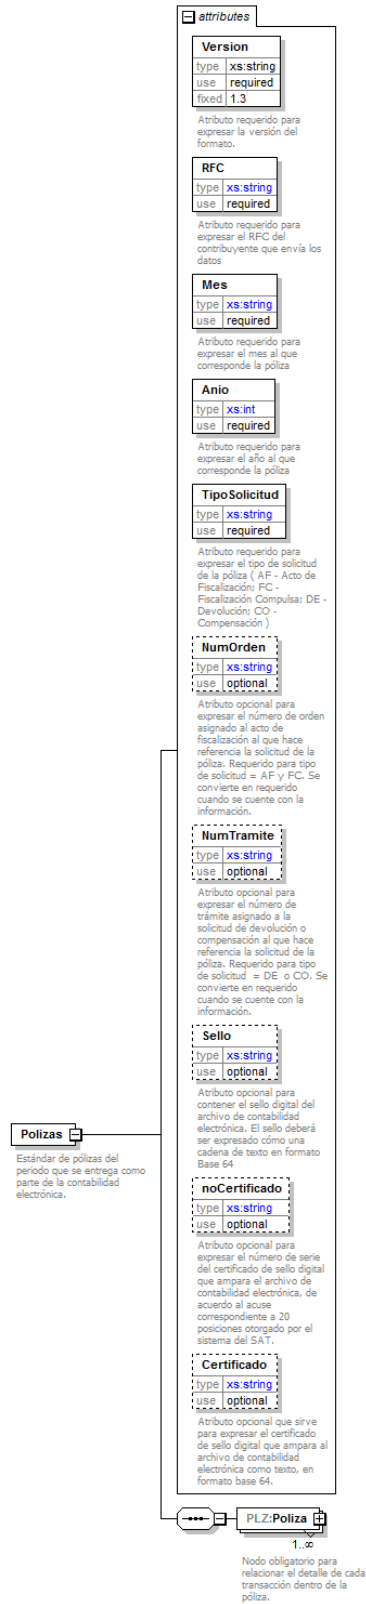 attributes
Version
type xs:string
use required
fixed 1.3
Atributo requerido para
expresar la versión del
formato.
RFC
type xs:string
use required
Atributo requerido para
expresar el RFC del
contribuyente que envía los
datos
Mes
type xs:string
use required
Atributo requerido para
expresar el mes al que
corresponde la póliza
Anio
type xs:int
use required
Atributo requerido para
expresar el año al que
corresponde la póliza
TipoSolicitud
type xs:string
use required
Atributo requerido para
expresar el tipo de solicitud
de la póliza ( AF - Acto de
Fiscalización; FC -
Fiscalización Compulsa; DE -
Devolución; CO -
Compensación )
NumOrden
type xs:string
use optional
Atributo opcional para
expresar el número de orden
asignado al acto de
fiscalización al que hace
referencia la solicitud de la
póliza. Requerido para tipo
de solicitud = AF y FC. Se
convierte en requerido
cuando se cuente con la
información.
NumTramite
type xs:string
use optional
Atributo opcional para
expresar el número de
trámite asignado a la
solicitud de devolución o
compensación al que hace
referencia la solicitud de la
póliza. Requerido para tipo
de solicitud = DE o CO. Se
convierte en requerido
cuando se cuente con la
información.
Sello
type xs:string
use optional
Atributo opcional para
contener el sello digital del
archivo de contabilidad
electrónica. El sello deberá
ser expresado cómo una
cadena de texto en formato
Base 64
noCertificado
type xs:string
use optional
Atributo opcional para
expresar el número de serie
del certificado de sello digital
que ampara el archivo de
contabilidad electrónica, de
acuerdo al acuse
correspondiente a 20
posiciones otorgado por el
sistema del SAT.
Certificado
type xs:string
use optional
Atributo opcional que sirve
para expresar el certificado
de sello digital que ampara al
archivo de contabilidad
electrónica como texto, en
formato base 64.
Polizas
Estándar de pólizas del
periodo que se entrega como
parte de la contabilidad
electrónica.
PLZ:Poliza
1..∞
Nodo obligatorio para
relacionar el detalle de cada
transacción dentro de la
póliza.